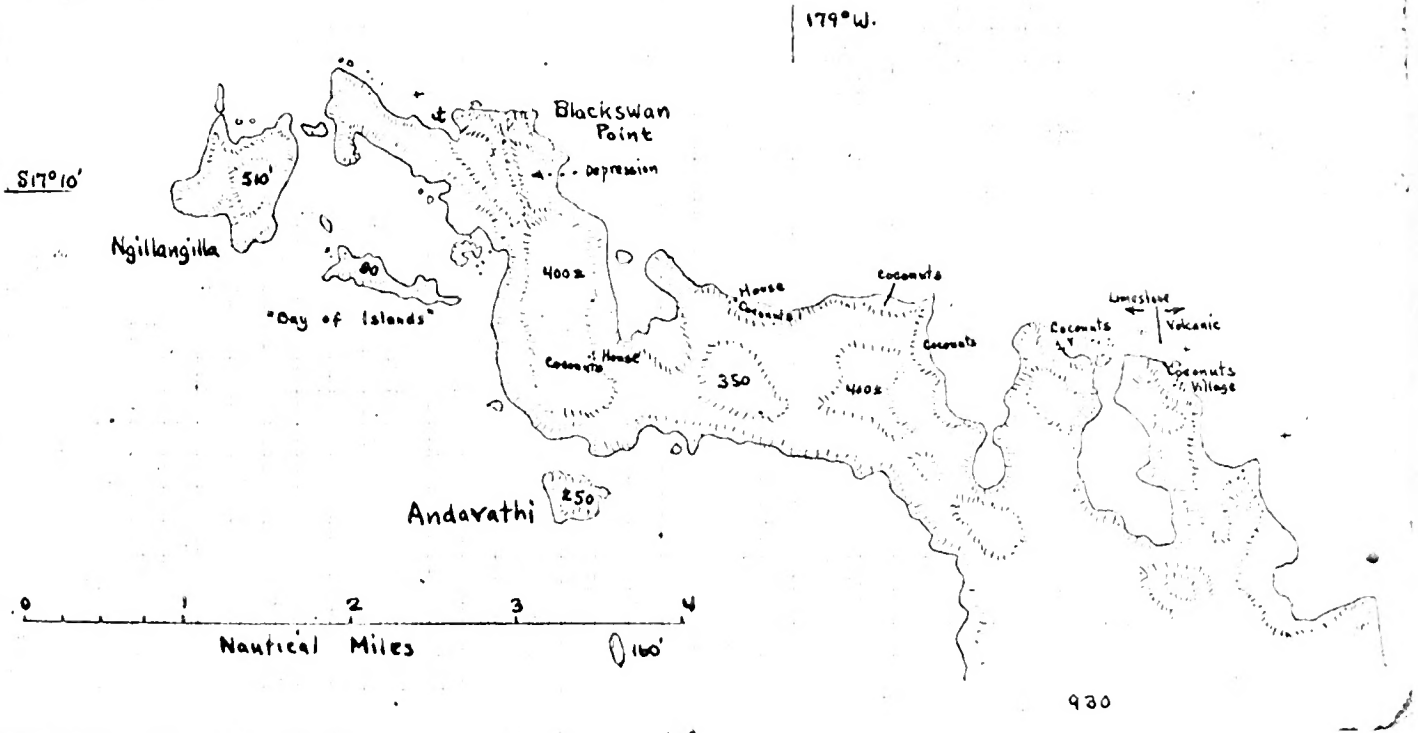 179°W.
Blackswan
Point
Depression
S17°10'
510'
Ngillangilla
80
"Bay of Islands"
400±
House
Coconuts
Coconuts
Coconuts
Limestone
Volcanic
Coconuts
Coconuts
Village
Coconuts
House
350
400±
Andavathi
±50
0 1 2 3 4
Nautical Miles
160'
930